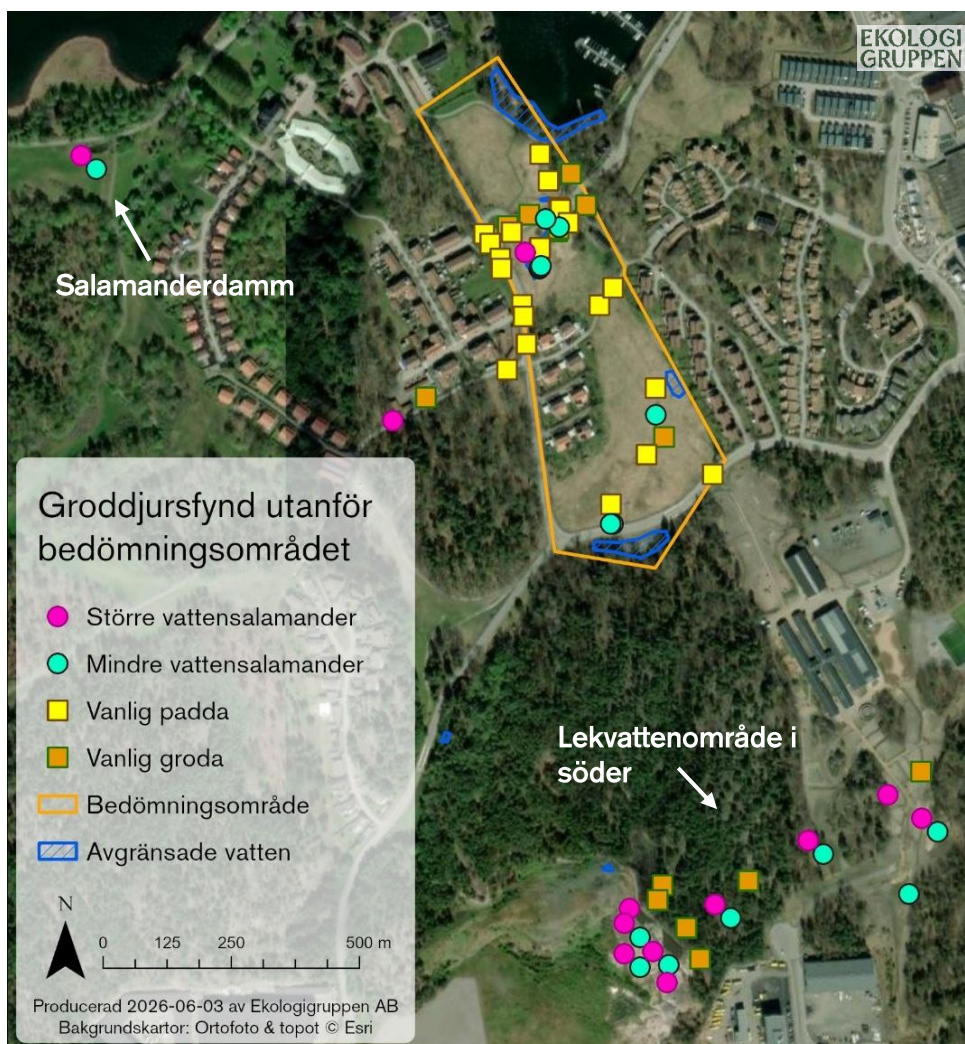 EKOLOGI
GRUPPEN
Salamanderdamm
Groddjursfynd utanför
bedömningsområdet
Större vattensalamander
Mindre vattensalamander
Vanlig padda
Vanlig groda
Bedömningsområde
Avgränsade vatten
N
0 125 250 500 m
Producerad 2026-06-03 av Ekologigruppen AB
Bakgrundskartor: Ortofoto & topot © Esri
Lekvattenområde i
söder